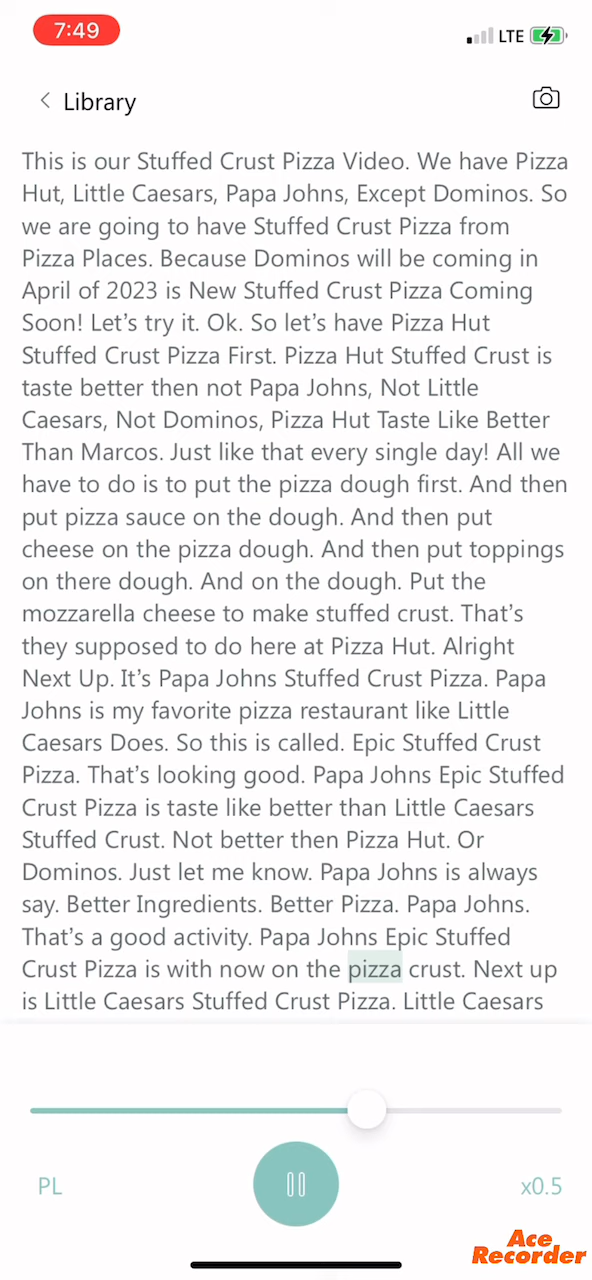 7:49
LTE
Library
This is our Stuffed Crust Pizza Video. We have Pizza
Hut, Little Caesars, Papa Johns, Except Dominos. So
we are going to have Stuffed Crust Pizza from
Pizza Places. Because Dominos will be coming in
April of 2023 is New Stuffed Crust Pizza Coming
Soon! Let's try it. Ok. So let's have Pizza Hut
Stuffed Crust Pizza First. Pizza Hut Stuffed Crust is
taste better then not Papa Johns, Not Little
Caesars, Not Dominos, Pizza Hut Taste Like Better
Than Marcos. Just like that every single day! All we
have to do is to put the pizza dough first. And then
put pizza sauce on the dough. And then put
cheese on the pizza dough. And then put toppings
on there dough. And on the dough. Put the
mozzarella cheese to make stuffed crust. That's
they supposed to do here at Pizza Hut. Alright
Next Up. It's Papa Johns Stuffed Crust Pizza. Papa
Johns is my favorite pizza restaurant like Little
Caesars Does. So this is called. Epic Stuffed Crust
Pizza. That's looking good. Papa Johns Epic Stuffed
Crust Pizza is taste like better than Little Caesars
Stuffed Crust. Not better then Pizza Hut. Or
Dominos. Just let me know. Papa Johns is always
say. Better Ingredients. Better Pizza. Papa Johns.
That's a good activity. Papa Johns Epic Stuffed
Crust Pizza is with now on the pizza crust. Next up
is Little Caesars Stuffed Crust Pizza. Little Caesars
PL
x0.5
Ace
Recorder